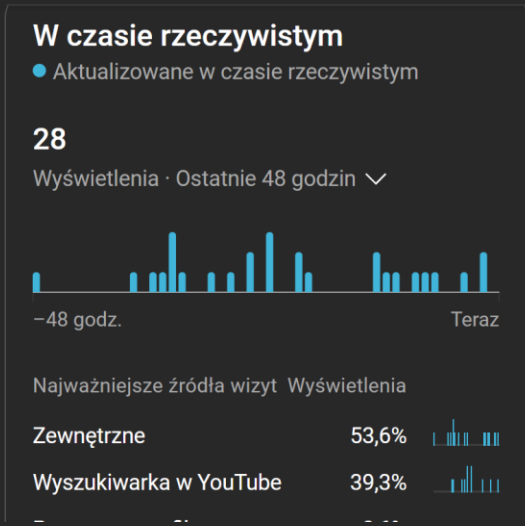 W czasie rzeczywistym
Aktualizowane w czasie rzeczywistym
28
Wyświetlenia · Ostatnie 48 godzin
−48 godz. Teraz
Najważniejsze źródła wizyt Wyświetlenia
Zewnętrzne 53,6%
Wyszukiwarka w YouTube 39,3%